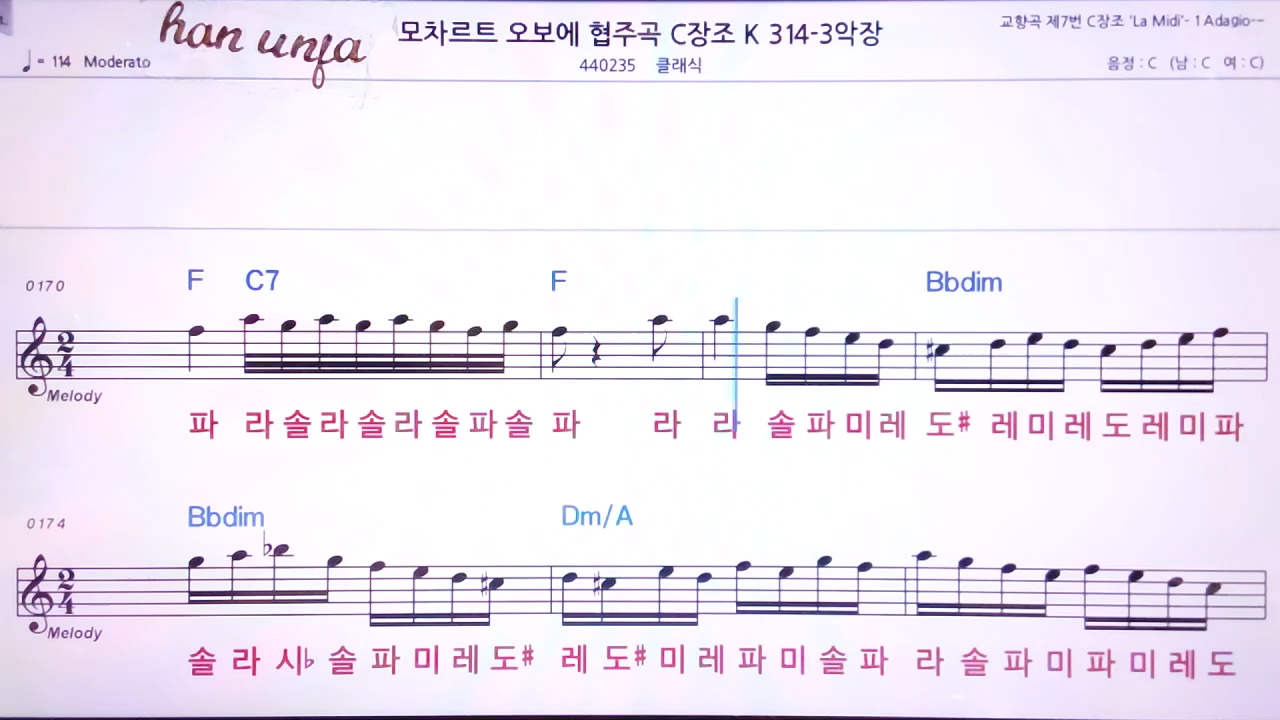 han unfa
모차르트 오보에 협주곡 C장조 K 314-3악장
교향곡 제7번 C장조 'La Midi'- 1 Adagio--
♩= 114 Moderato
440235 클래식
음정 : C (남 : C 여 : C)
0170
F C7 F Bbdim
2
4
Melody
파 라 솔 라 솔 라 솔 파 솔 파 라 라 솔 파 미 레 도# 레 미 레 도 레 미 파
0174
Bbdim Dm/A
2
4
Melody
솔 라 시♭ 솔 파 미 레 도# 레 도# 미 레 파 미 솔 파 라 솔 파 미 파 미 레 도